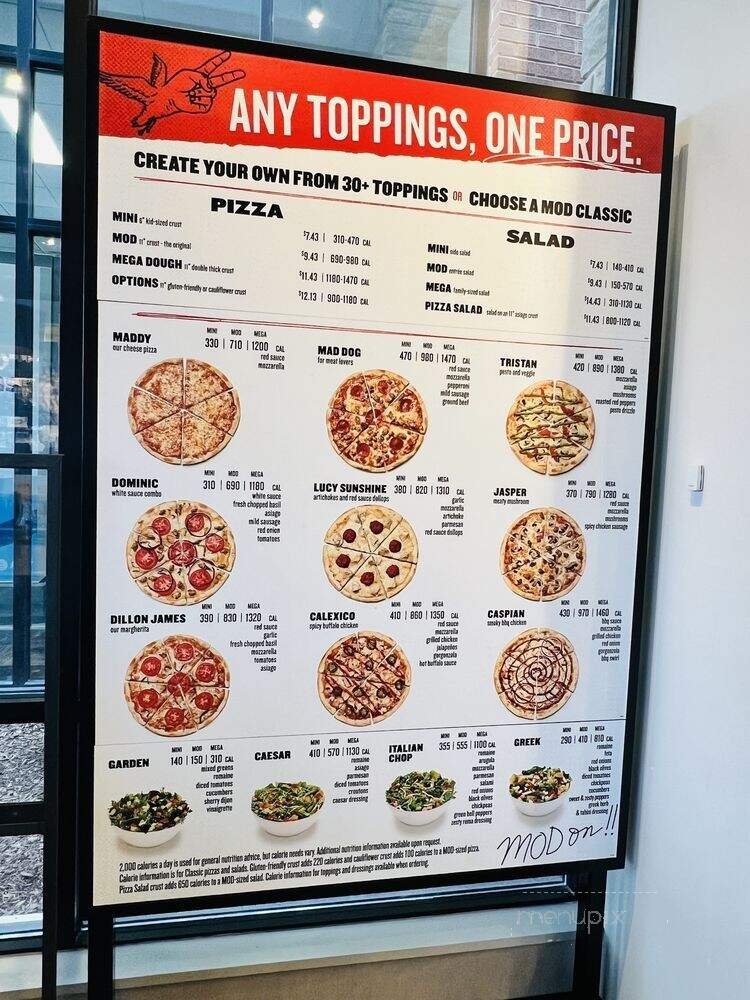 ANY TOPPINGS, ONE PRICE.
CREATE YOUR OWN FROM 30+ TOPPINGS OR CHOOSE A MOD CLASSIC
PIZZA
MINI 6" kid-sized crust $7.43 | 310-470 CAL
MOD 11" crust - the original $9.43 | 690-980 CAL
MEGA DOUGH 11" double thick crust $11.43 | 1180-1470 CAL
OPTIONS 11" gluten-friendly or cauliflower crust $12.13 | 900-1180 CAL
SALAD
MINI side salad $7.43 | 140-410 CAL
MOD entrée salad $9.43 | 150-570 CAL
MEGA family-sized salad $14.43 | 310-1130 CAL
PIZZA SALAD salad on an 11" asiago crust $11.43 | 800-1120 CAL
MADDY
our cheese pizza
MINI MOD MEGA
330 | 710 | 1200 CAL
red sauce
mozzarella
MAD DOG
for meat lovers
MINI MOD MEGA
470 | 980 | 1470 CAL
red sauce
mozzarella
pepperoni
mild sausage
ground beef
TRISTAN
pesto and veggie
MINI MOD MEGA
420 | 890 | 1380 CAL
mozzarella
asiago
mushrooms
roasted red peppers
pesto drizzle
DOMINIC
white sauce combo
MINI MOD MEGA
310 | 690 | 1180 CAL
white sauce
fresh chopped basil
asiago
mild sausage
red onion
tomatoes
LUCY SUNSHINE
artichokes and red sauce dollops
MINI MOD MEGA
380 | 820 | 1310 CAL
garlic
mozzarella
artichoke
parmesan
red sauce dollops
JASPER
meaty mushroom
MINI MOD MEGA
370 | 790 | 1280 CAL
red sauce
mozzarella
mushrooms
spicy chicken sausage
DILLON JAMES
our margherita
MINI MOD MEGA
390 | 830 | 1320 CAL
red sauce
garlic
fresh chopped basil
mozzarella
tomatoes
asiago
CALEXICO
spicy buffalo chicken
MINI MOD MEGA
410 | 860 | 1350 CAL
red sauce
mozzarella
grilled chicken
jalapeños
gorgonzola
hot buffalo sauce
CASPIAN
smoky bbq chicken
MINI MOD MEGA
430 | 970 | 1460 CAL
bbq sauce
mozzarella
grilled chicken
red onion
gorgonzola
bbq swirl
GARDEN
MINI MOD MEGA
140 | 150 | 310 CAL
mixed greens
romaine
diced tomatoes
cucumbers
sherry dijon
vinaigrette
CAESAR
MINI MOD MEGA
410 | 570 | 1130 CAL
romaine
asiago
parmesan
diced tomatoes
croutons
caesar dressing
ITALIAN
CHOP
MINI MOD MEGA
355 | 555 | 1100 CAL
romaine
arugula
mozzarella
parmesan
salami
red onions
black olives
chickpeas
green bell peppers
zesty roma dressing
GREEK
MINI MOD MEGA
290 | 410 | 810 CAL
romaine
feta
red onions
black olives
diced tomatoes
chickpeas
cucumbers
sweet & zesty peppers
greek herb
& tahini dressing
MOD on!!
2,000 calories a day is used for general nutrition advice, but calorie needs vary. Additional nutrition information available upon request.
Calorie information is for Classic pizzas and salads. Gluten-friendly crust adds 220 calories and cauliflower crust adds 100 calories to a MOD-sized pizza.
Pizza Salad crust adds 650 calories to a MOD-sized salad. Calorie information for toppings and dressings available when ordering.
menupix